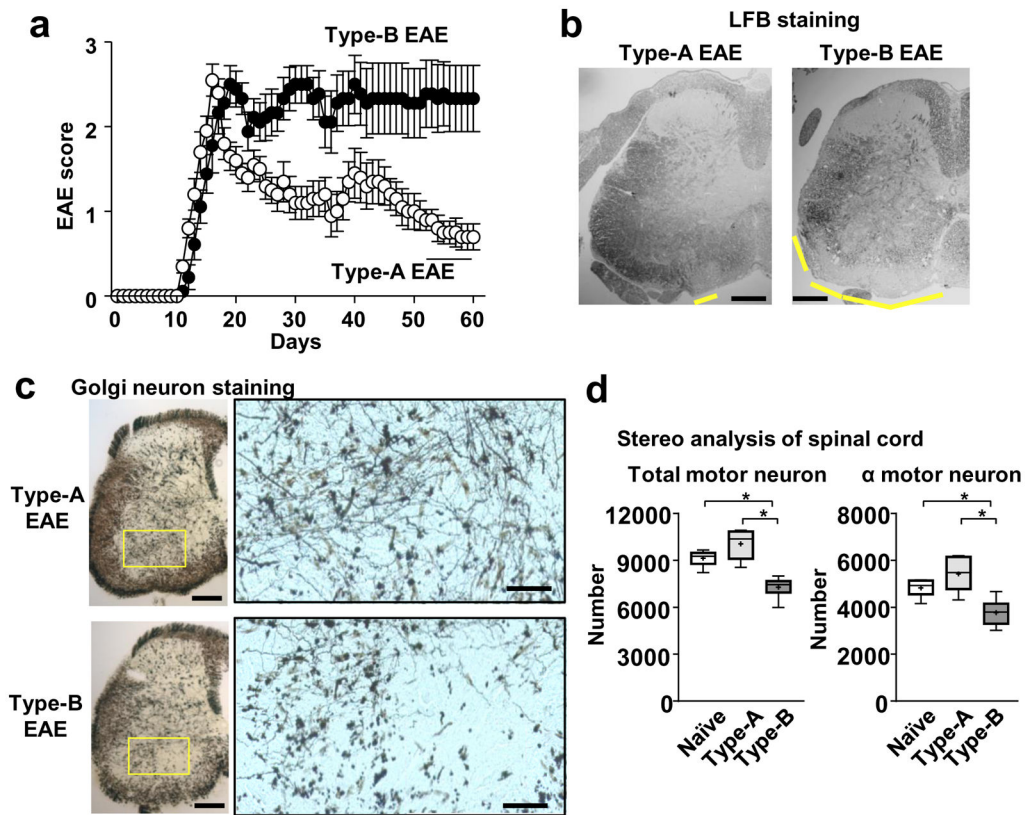 a
Type-B EAE
3
2
1
0
EAE score
Type-A EAE
0 10 20 30 40 50 60
Days
b
LFB staining
Type-A EAE Type-B EAE
c
Golgi neuron staining
Type-A
EAE
Type-B
EAE
d
Stereo analysis of spinal cord
Total motor neuron
* 
*
12000
9000
6000
3000
0
Number
Naïve Type-A Type-B
α motor neuron
*
*
8000
6000
4000
2000
0
Number
Naïve Type-A Type-B